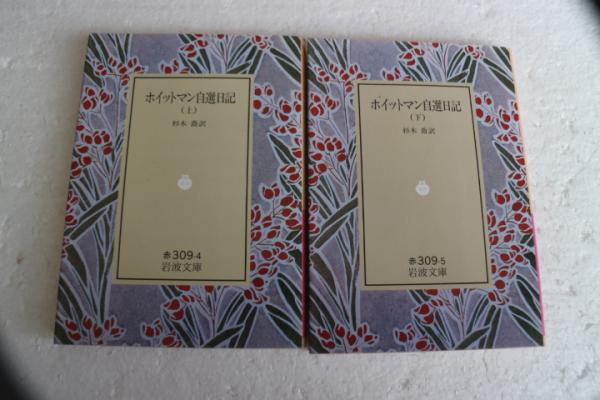 ホイットマン自選日記
(上)
杉木 喬訳
赤309-4
岩波文庫
ホイットマン自選日記
(下)
杉木 喬訳
赤309-5
岩波文庫